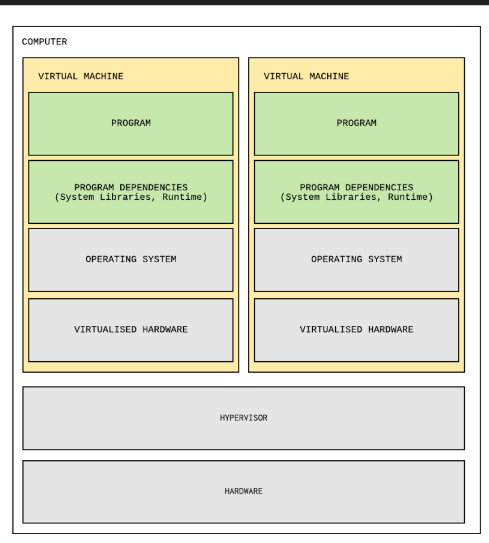 COMPUTER
VIRTUAL MACHINE
PROGRAM
PROGRAM DEPENDENCIES
(System Libraries, Runtime)
OPERATING SYSTEM
VIRTUALISED HARDWARE
VIRTUAL MACHINE
PROGRAM
PROGRAM DEPENDENCIES
(System Libraries, Runtime)
OPERATING SYSTEM
VIRTUALISED HARDWARE
HYPERVISOR
HARDWARE